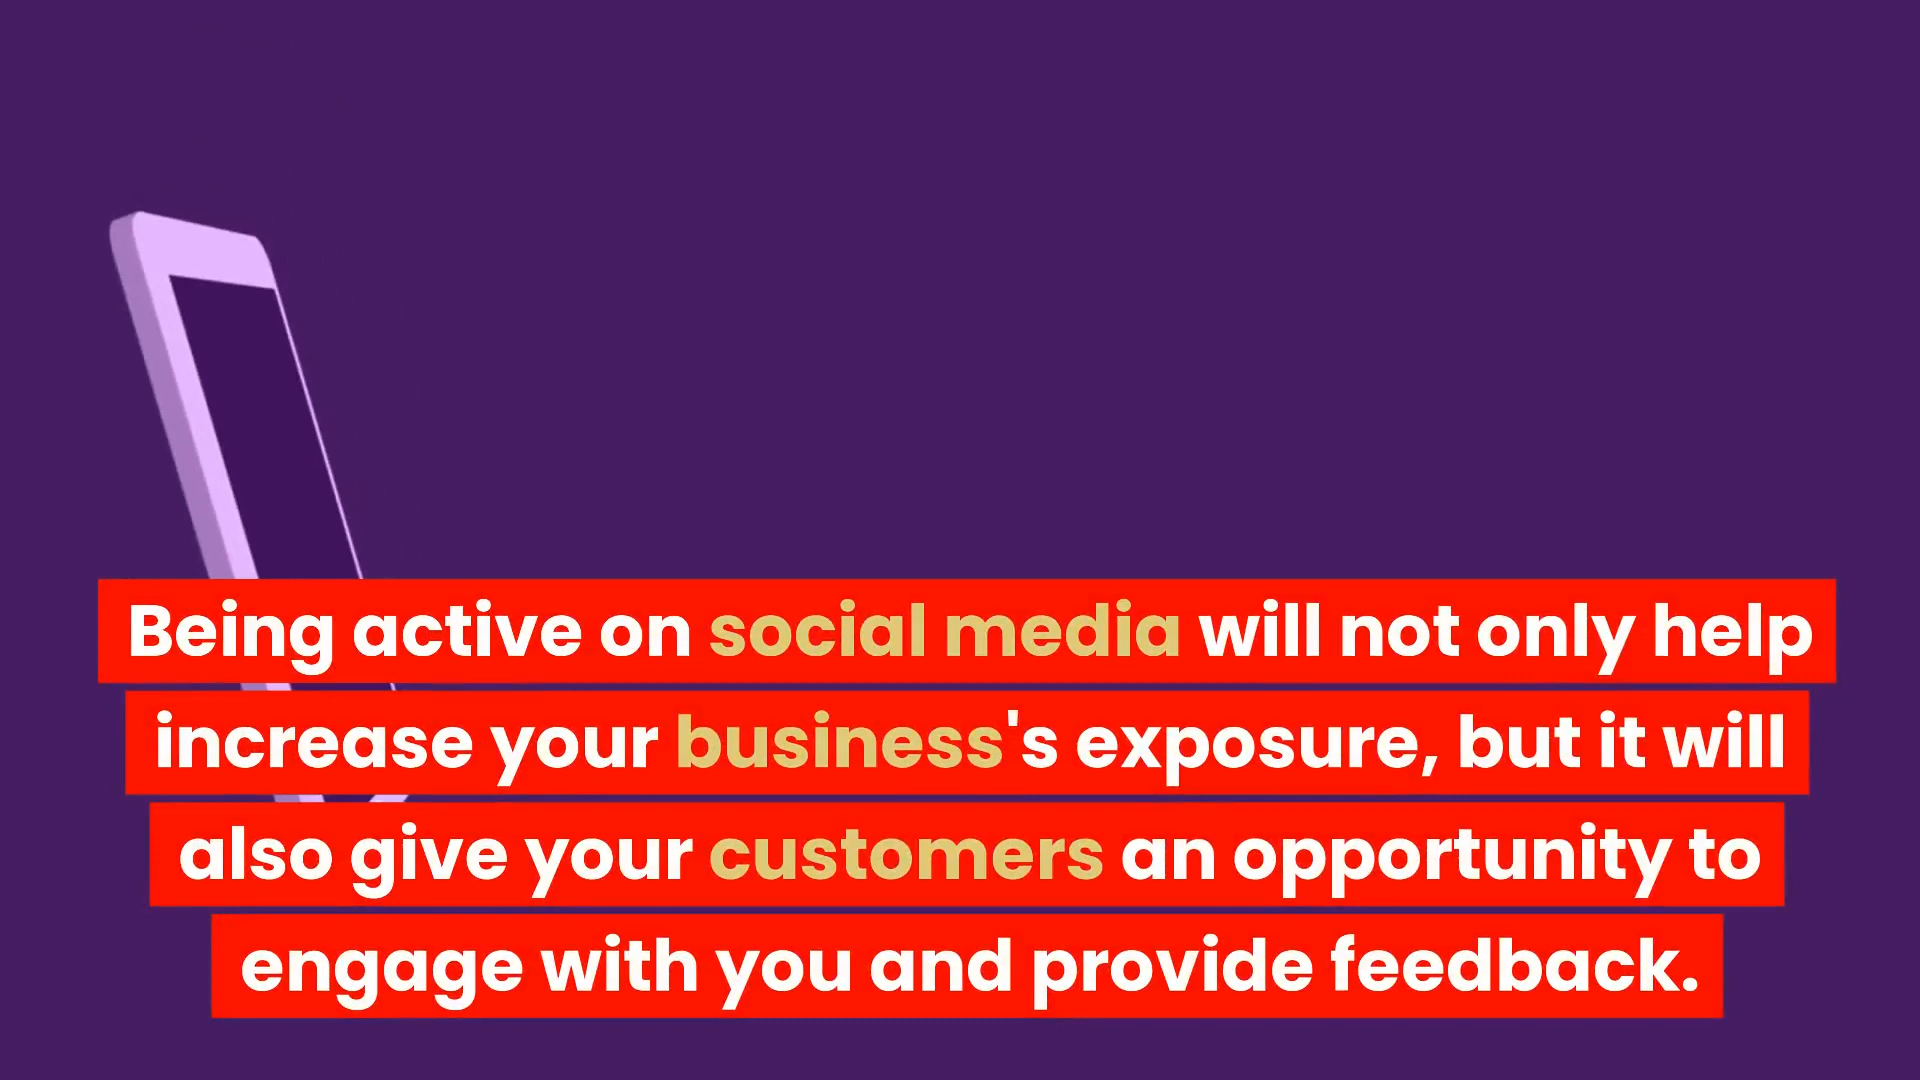 Being active on social media will not only help
increase your business's exposure, but it will
also give your customers an opportunity to
engage with you and provide feedback.